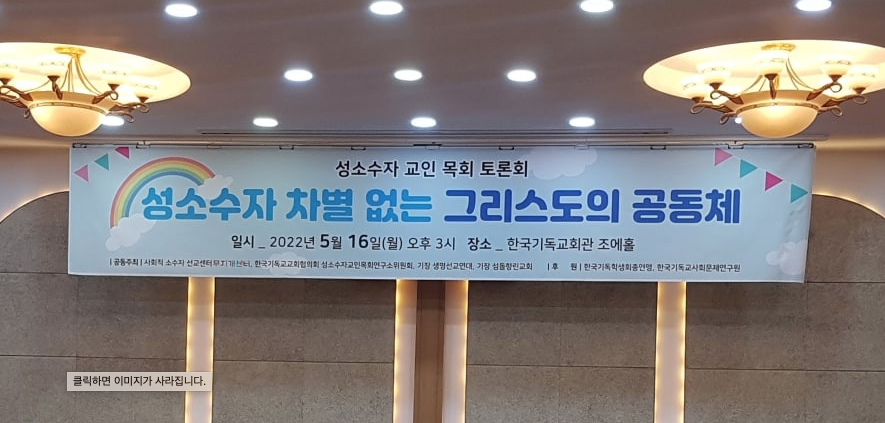 성소수자 교인 목회 토론회
성소수자 차별 없는 그리스도의 공동체
일시 _ 2022년 5월 16일(월) 오후 3시 장소 _ 한국기독교회관 조에홀
| 공동주최 | 사회적 소수자 선교센터 무지개센터, 한국기독교교회협의회 성소수자교인목회연구소위원회, 기장 생명선교연대, 기장 섬돌향린교회 | 후 원 | 한국기독학생회총연맹, 한국기독교사회문제연구원
클릭하면 이미지가 사라집니다.